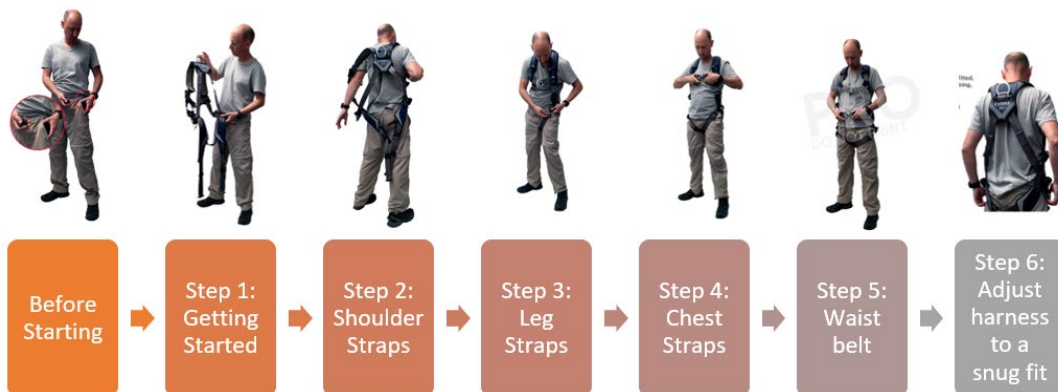 Before
Starting
Step 1:
Getting
Started
Step 2:
Shoulder
Straps
Step 3:
Leg
Straps
Step 4:
Chest
Straps
Step 5:
Waist
belt
Step 6:
Adjust
harness
to a
snug fit